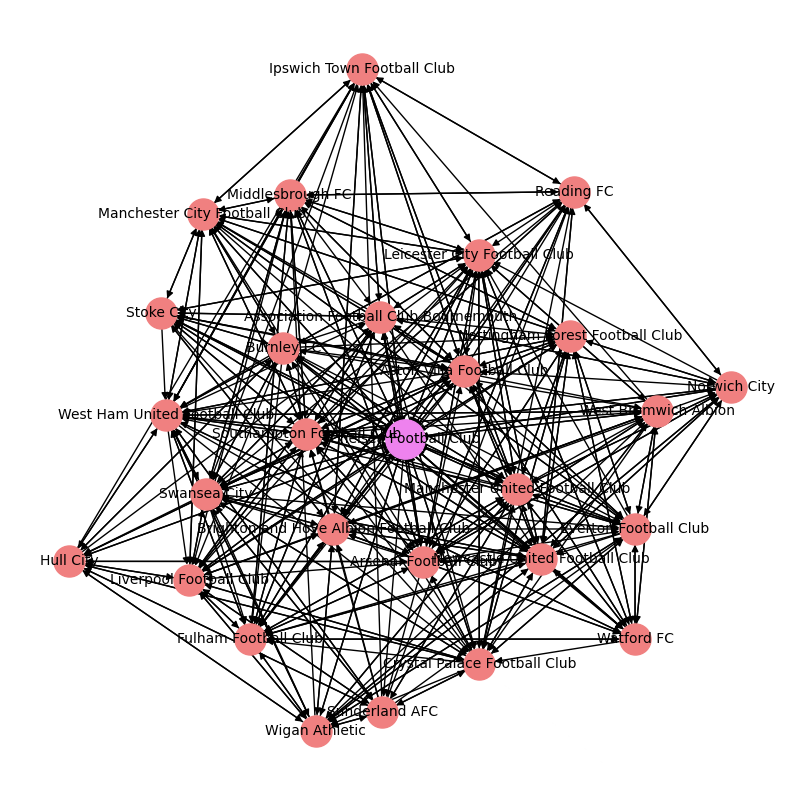 Ipswich Town Football Club
Reading FC
Middlesbrough FC
Manchester City Football Club
Leicester City Football Club
Stoke City
Association Football Club Bournemouth
Nottingham Forest Football Club
Burnley FC
Aston Villa Football Club
Norwich City
West Bromwich Albion
West Ham United Football Club
Southampton Football Club
Football Club
Manchester United Football Club
Swansea City
Brighton and Hove Albion Football Club
Everton Football Club
Hull City
Arsenal Football Club
United Football Club
Liverpool Football Club
Fulham Football Club
Watford FC
Crystal Palace Football Club
Sunderland AFC
Wigan Athletic